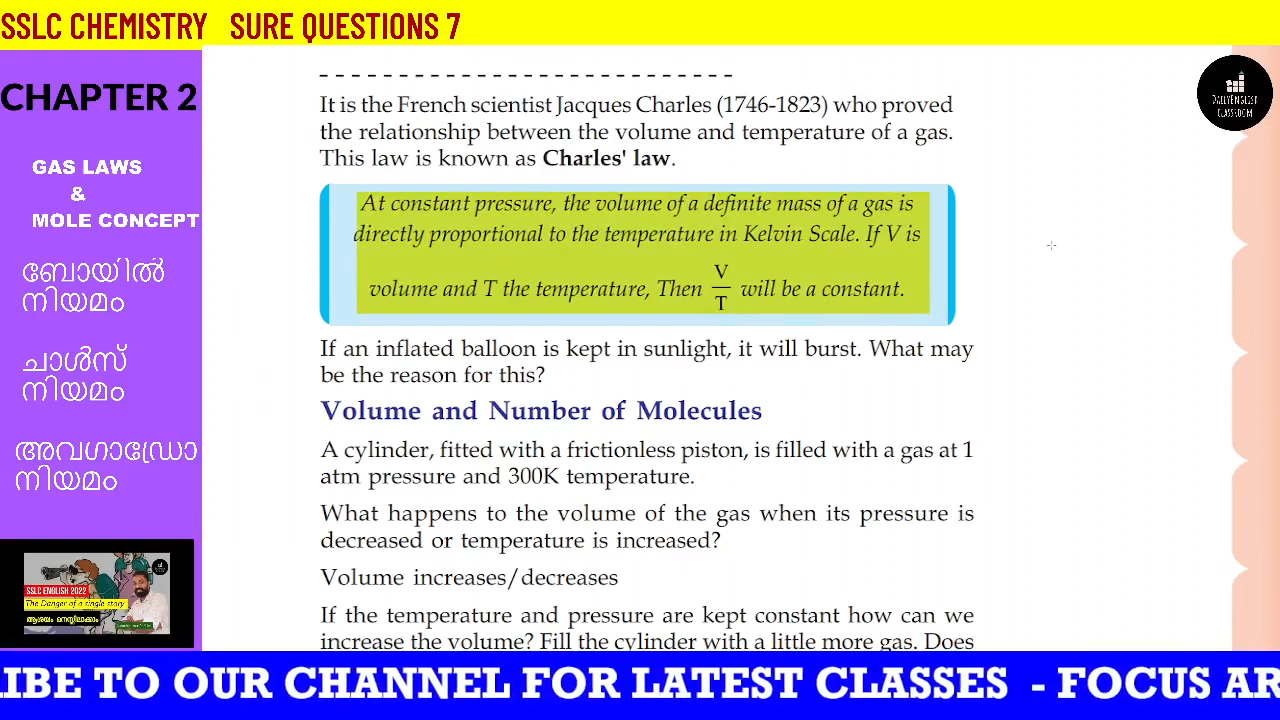 SSLC CHEMISTRY SURE QUESTIONS 7
CHAPTER 2
GAS LAWS
&
MOLE CONCEPT
ബോയിൽ
നിയമം
ചാൾസ്
നിയമം
അവഗാഡ്രോ
നിയമം
SSLC ENGLISH 2022
The Danger of a single story
ആശയം മനസ്സിലാക്കാം
It is the French scientist Jacques Charles (1746-1823) who proved
the relationship between the volume and temperature of a gas.
This law is known as Charles' law.
At constant pressure, the volume of a definite mass of a gas is
directly proportional to the temperature in Kelvin Scale. If V is
volume and T the temperature, Then V/T will be a constant.
If an inflated balloon is kept in sunlight, it will burst. What may
be the reason for this?
Volume and Number of Molecules
A cylinder, fitted with a frictionless piston, is filled with a gas at 1
atm pressure and 300K temperature.
What happens to the volume of the gas when its pressure is
decreased or temperature is increased?
Volume increases/decreases
If the temperature and pressure are kept constant how can we
increase the volume? Fill the cylinder with a little more gas. Does
DAILYENGLISH
CLASSROOM
IBE TO OUR CHANNEL FOR LATEST CLASSES - FOCUS AR